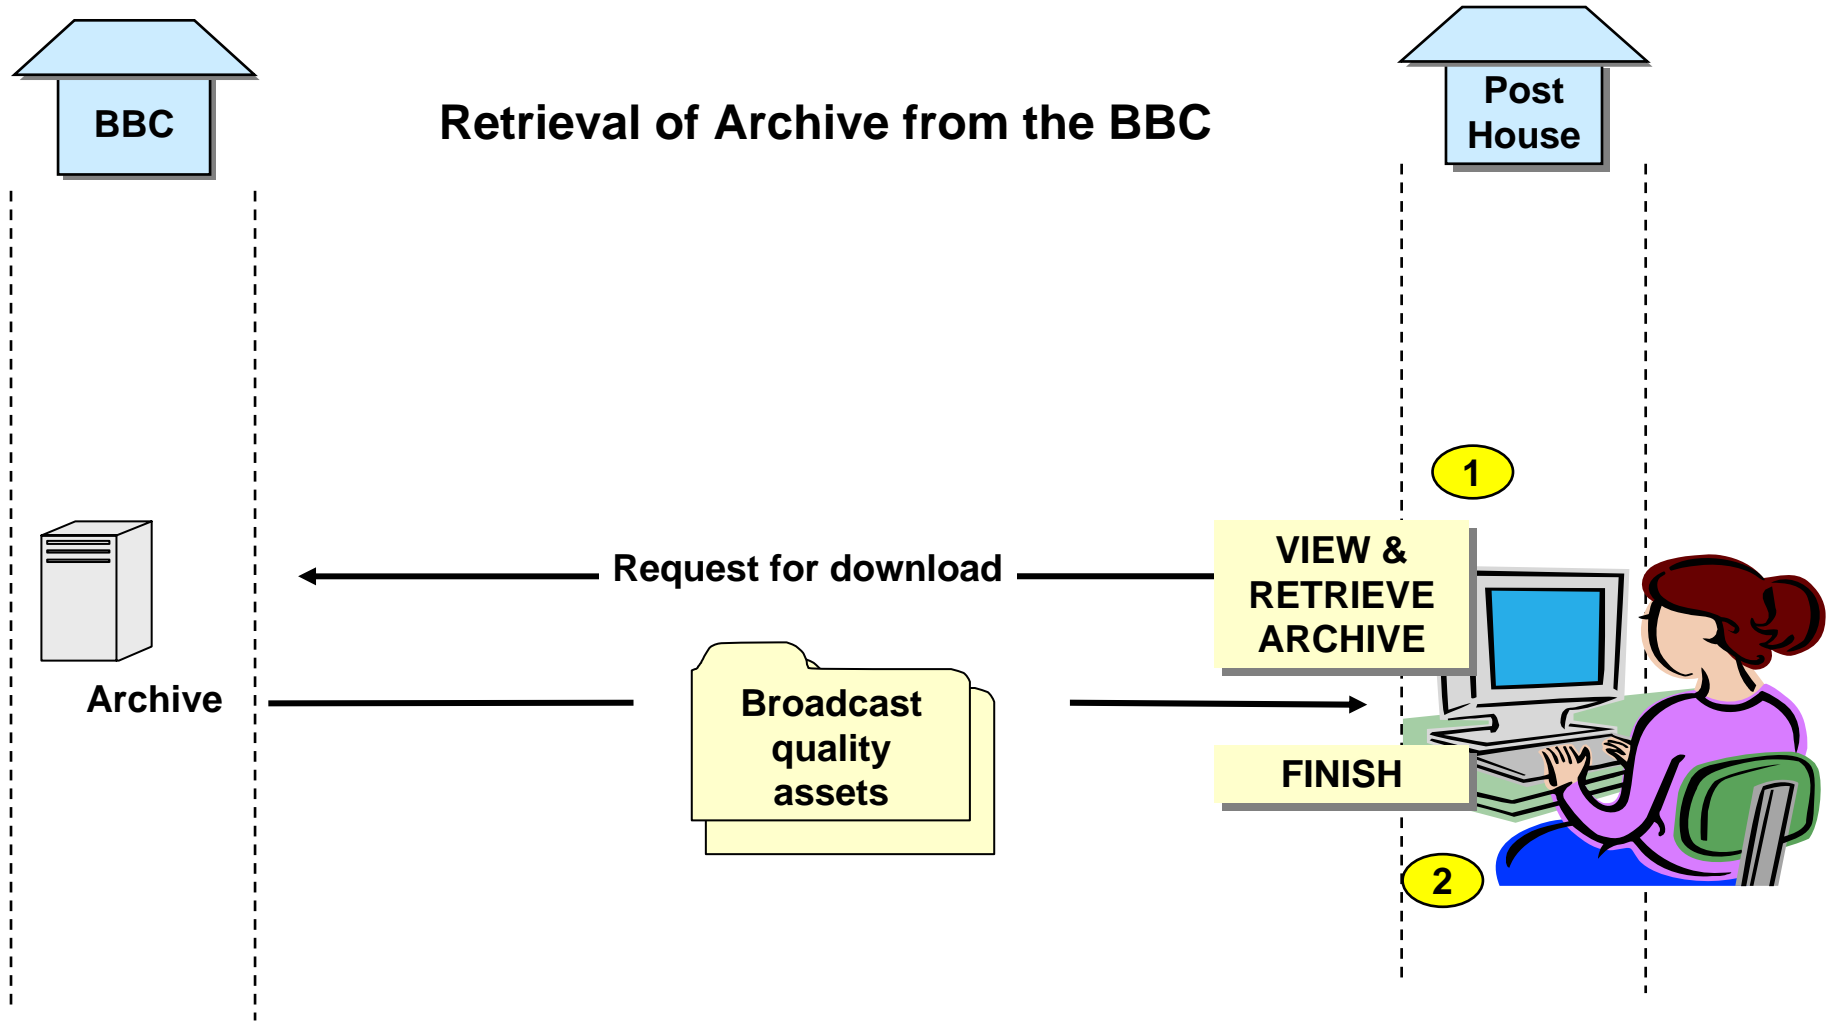 BBC
Retrieval of Archive from the BBC
Post
House
1
VIEW &
RETRIEVE
ARCHIVE
Request for download
Archive
Broadcast
quality
assets
FINISH
2